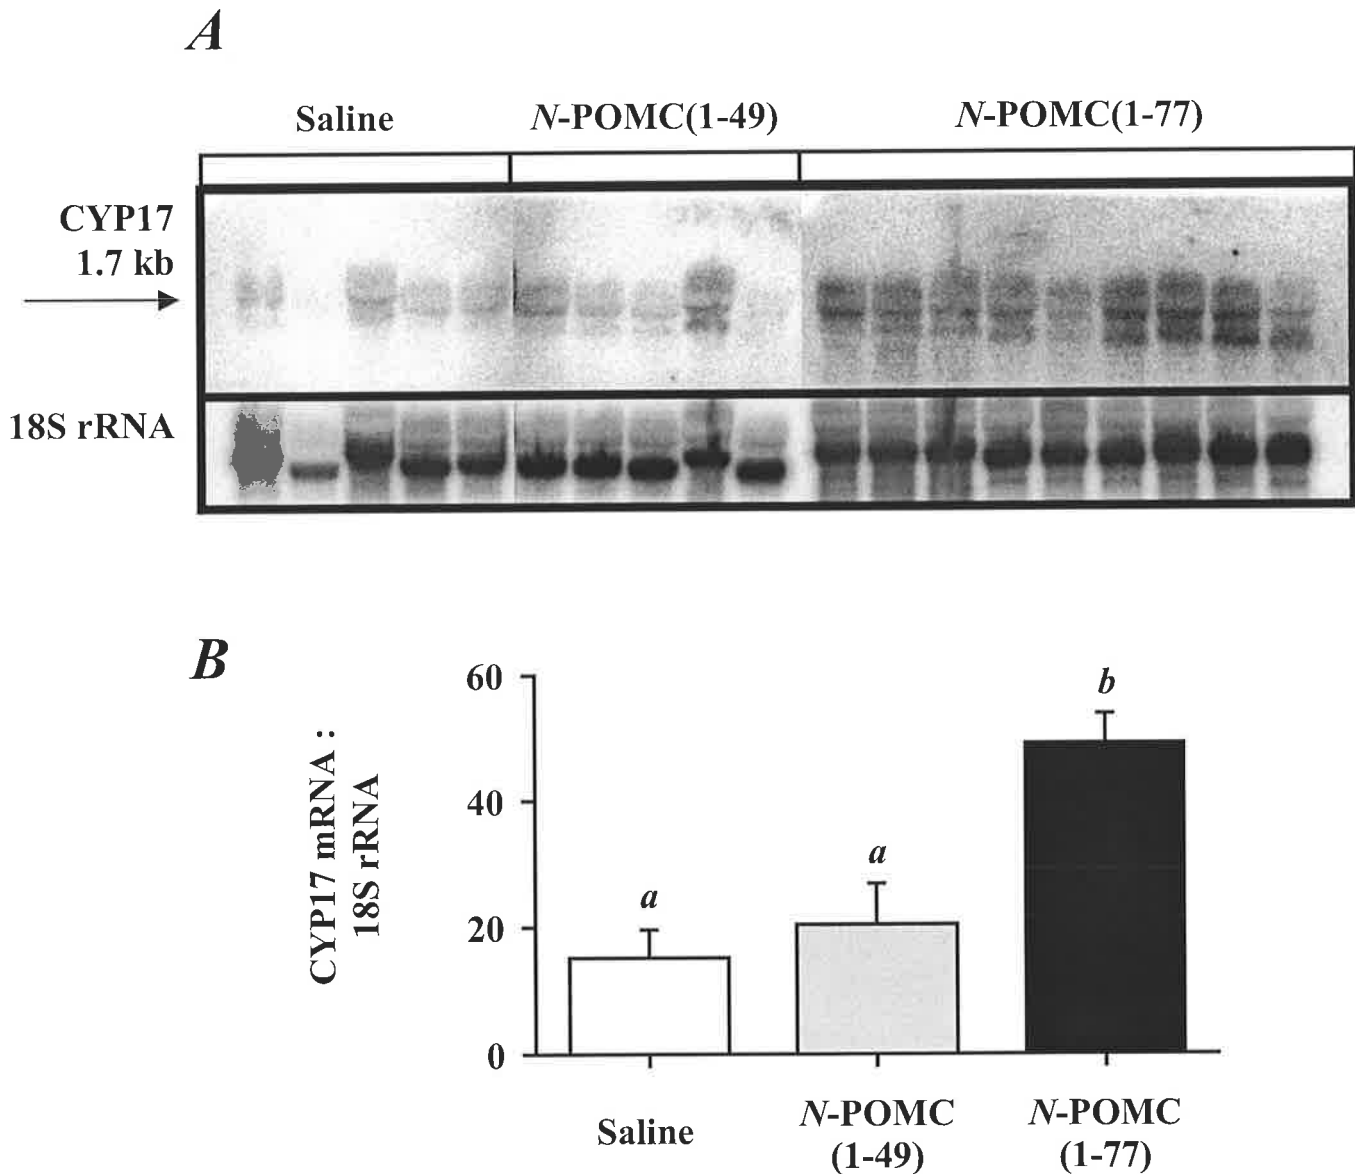 A
Saline N-POMC(1-49) N-POMC(1-77)
CYP17
1.7 kb
18S rRNA
B
CYP17 mRNA :
18S rRNA
60
40
20
0
a
a
b
Saline
N-POMC
(1-49)
N-POMC
(1-77)